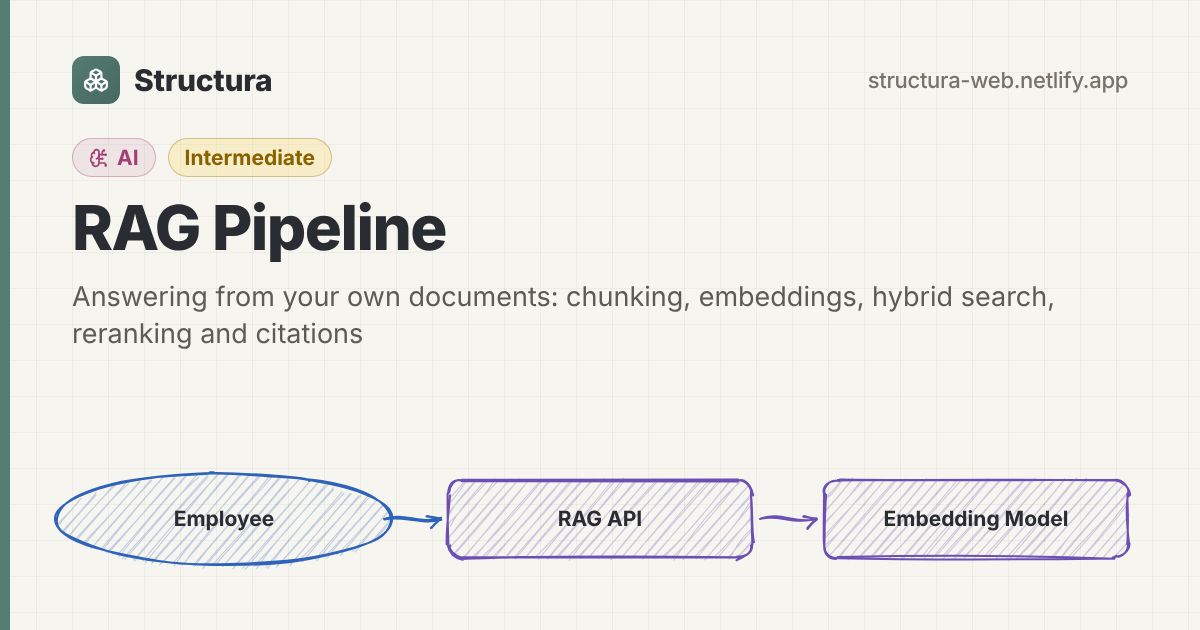 Structura
structura-web.netlify.app
AI
Intermediate
RAG Pipeline
Answering from your own documents: chunking, embeddings, hybrid search,
reranking and citations
Employee
RAG API
Embedding Model